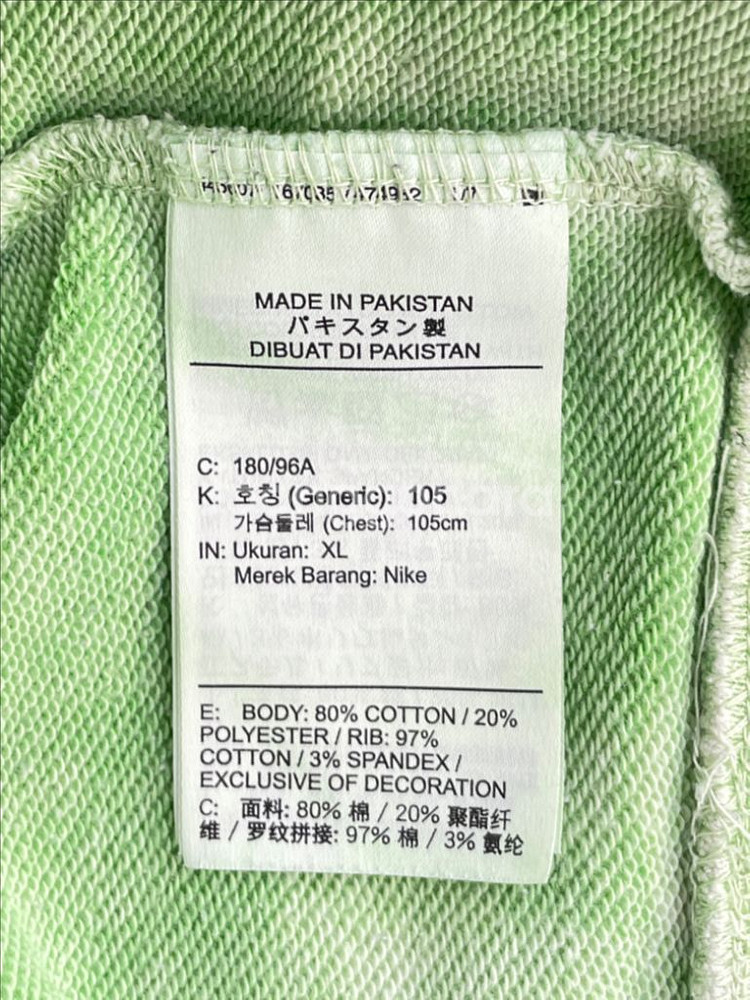 MADE IN PAKISTAN
パキスタン製
DIBUAT DI PAKISTAN
C: 180/96A
K: 호칭 (Generic): 105
가슴둘레 (Chest): 105cm
IN: Ukuran: XL
Merek Barang: Nike
E: BODY: 80% COTTON / 20%
POLYESTER / RIB: 97%
COTTON / 3% SPANDEX /
EXCLUSIVE OF DECORATION
C: 面料: 80% 棉 / 20% 聚酯纤
维 / 罗纹拼接: 97% 棉 / 3% 氨纶